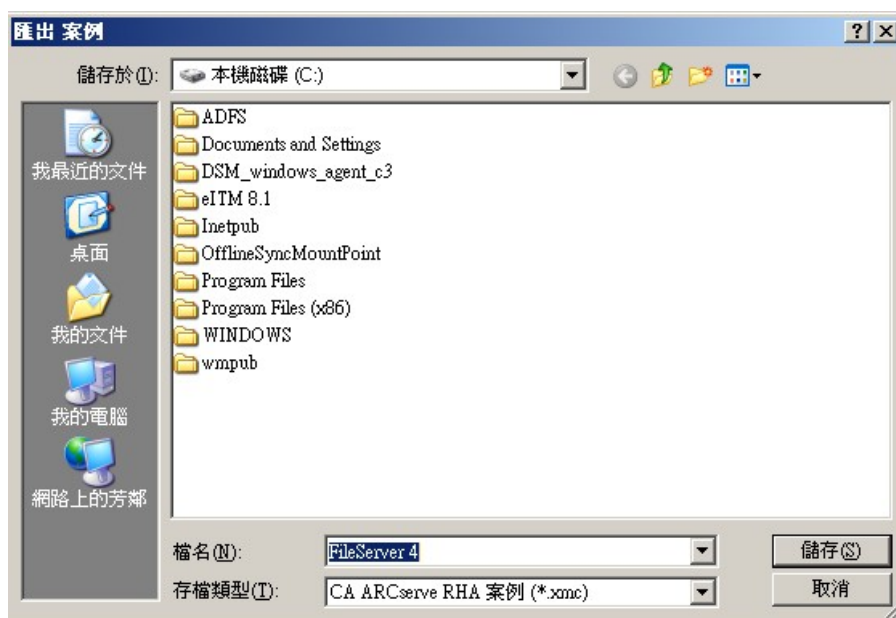 匯出 案例
儲存於(I):
本機磁碟 (C:)
我最近的文件
桌面
我的文件
我的電腦
網路上的芳鄰
ADFS
Documents and Settings
DSM_windows_agent_c3
eITM 8.1
Inetpub
OfflineSyncMountPoint
Program Files
Program Files (x86)
WINDOWS
wmpub
檔名(N):
FileServer 4
儲存(S)
存檔類型(T):
CA ARCserve RHA 案例 (*.xmc)
取消